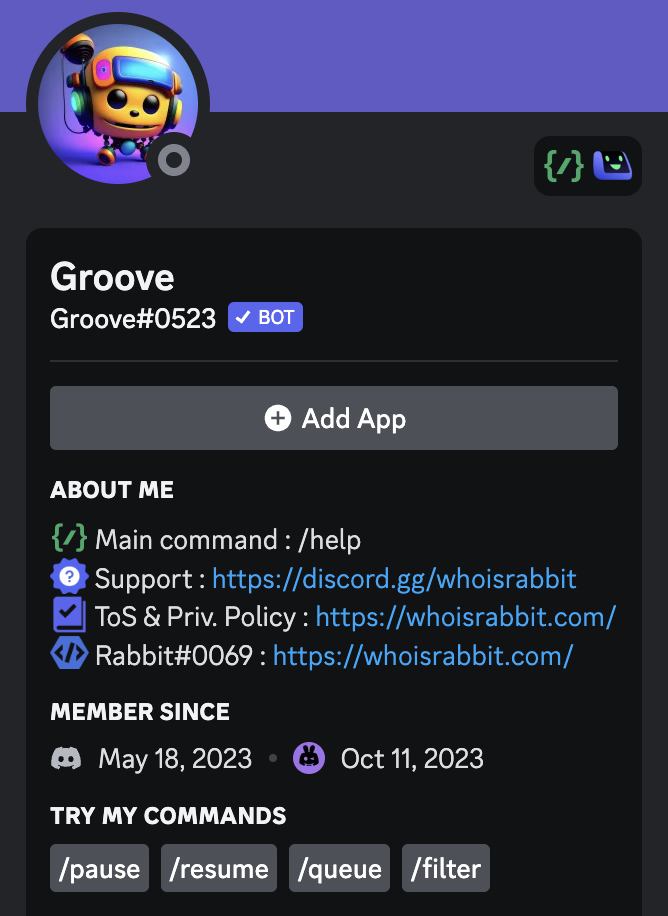 Groove
Groove#0523 BOT
Add App
ABOUT ME
Main command : /help
Support : https://discord.gg/whoisrabbit
ToS & Priv. Policy : https://whoisrabbit.com/
Rabbit#0069 : https://whoisrabbit.com/
MEMBER SINCE
May 18, 2023 • Oct 11, 2023
TRY MY COMMANDS
/pause /resume /queue /filter